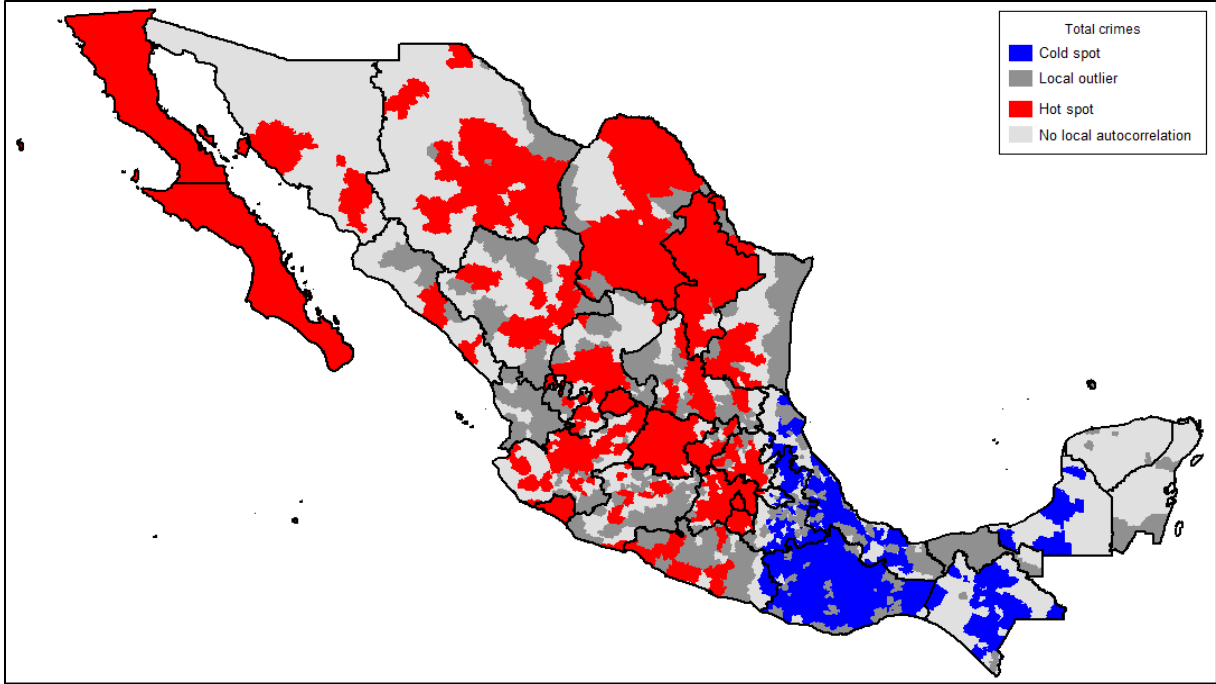 Total crimes
Cold spot
Local outlier
Hot spot
No local autocorrelation